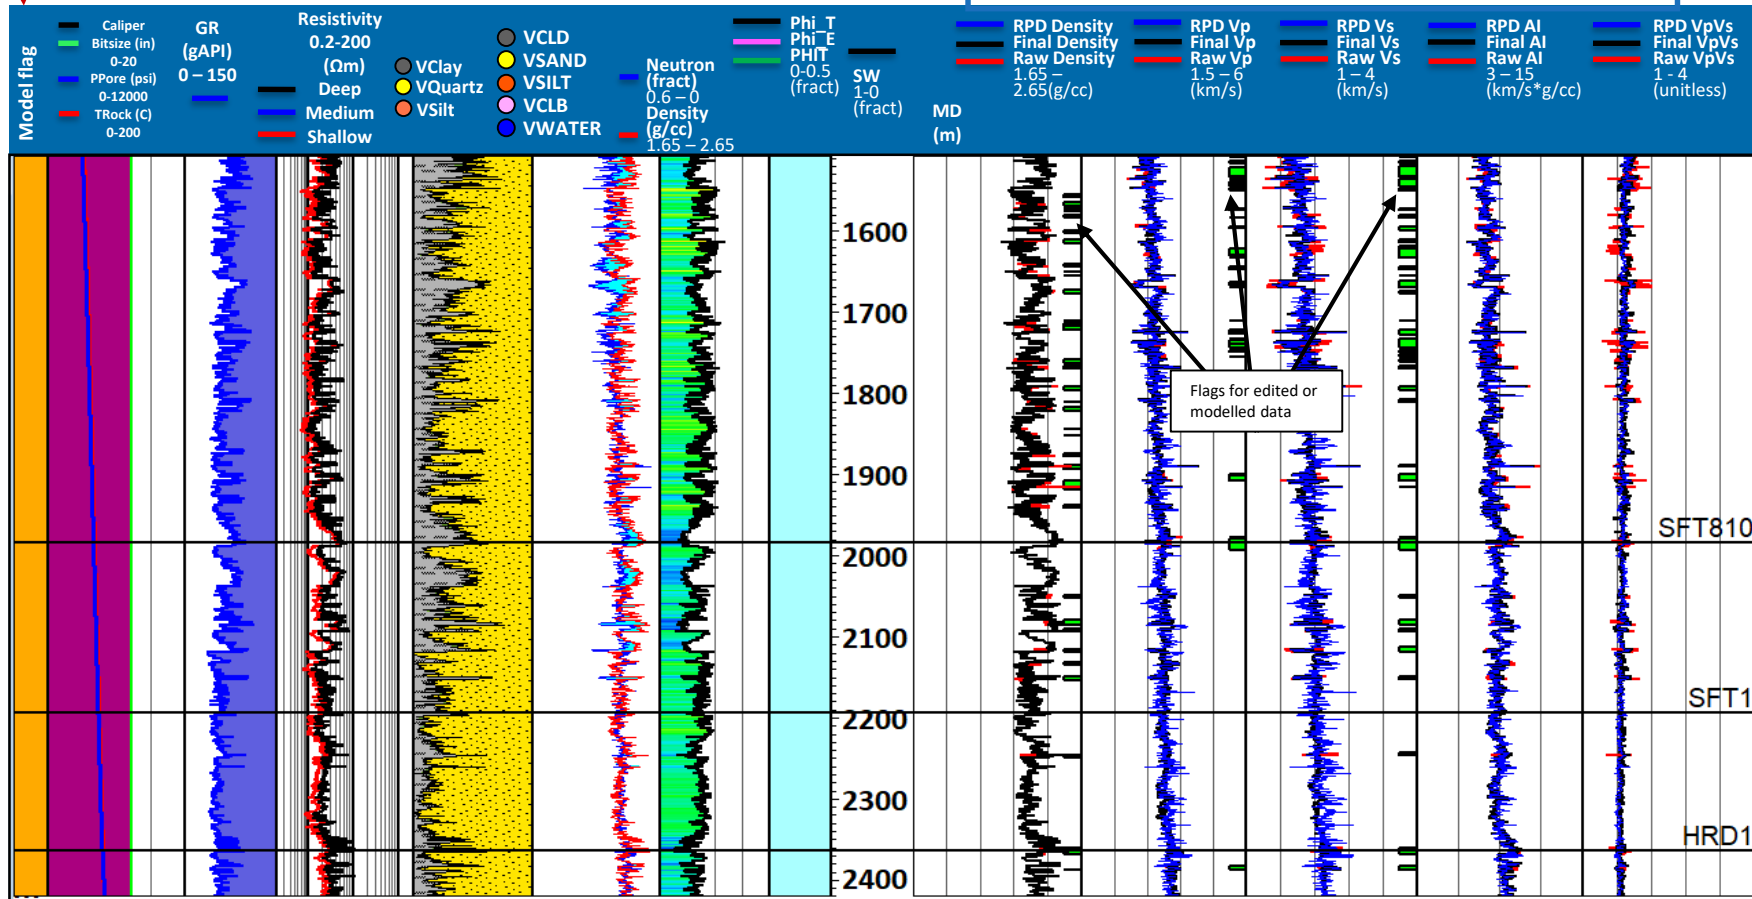 Model flag
Caliper
Bitsize (in)
0-20
PPore (psi)
0-12000
TRock (C)
0-200
GR
(gAPI)
0 – 150
Resistivity
0.2-200
(Ωm)
Deep
Medium
Shallow
VClay
VQuartz
VSilt
VCLD
VSAND
VSILT
VCLB
VWATER
Neutron
(fract)
0.6 – 0
Density
(g/cc)
1.65 – 2.65
Phi_T
Phi_E
PHIT
0-0.5
(fract)
SW
1-0
(fract)
MD
(m)
RPD Density
Final Density
Raw Density
1.65 –
2.65(g/cc)
RPD Vp
Final Vp
Raw Vp
1.5 – 6
(km/s)
RPD Vs
Final Vs
Raw Vs
1 – 4
(km/s)
RPD AI
Final AI
Raw AI
3 – 15
(km/s*g/cc)
RPD VpVs
Final VpVs
Raw VpVs
1 - 4
(unitless)
1600
1700
1800
Flags for edited or
modelled data
1900
SFT810
2000
2100
SFT1
2200
2300
HRD1
2400